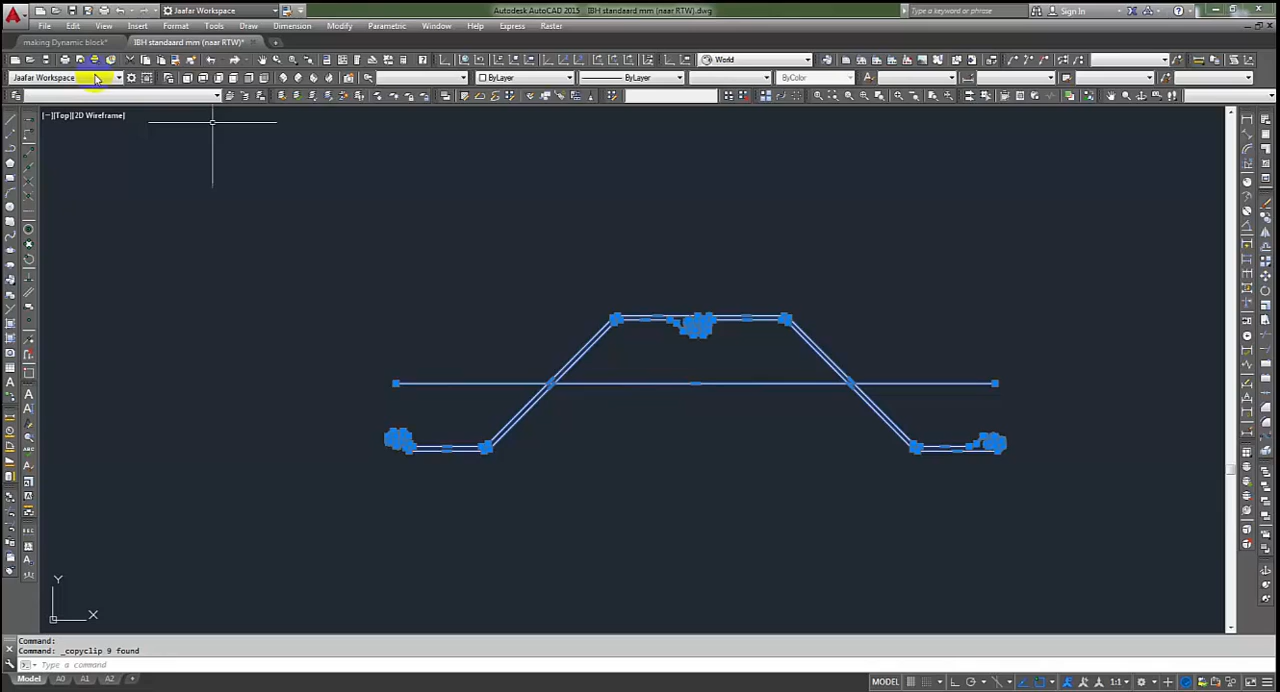 Jaafar Workspace
Autodesk AutoCAD 2015   IBH standaard mm (naar RTW).dwg
Type a keyword or phrase
Sign In
File Edit View Insert Format Tools Draw Dimension Modify Parametric Window Help Express Raster
making Dynamic block*
IBH standaard mm (naar RTW)*
World
Jaafar Workspace
ByLayer
ByLayer
ByColor
[−][Top][2D Wireframe]
Y
X
Command:
Command: _copyclip 9 found
Type a command
Model A0 A1 A2
MODEL
1:1